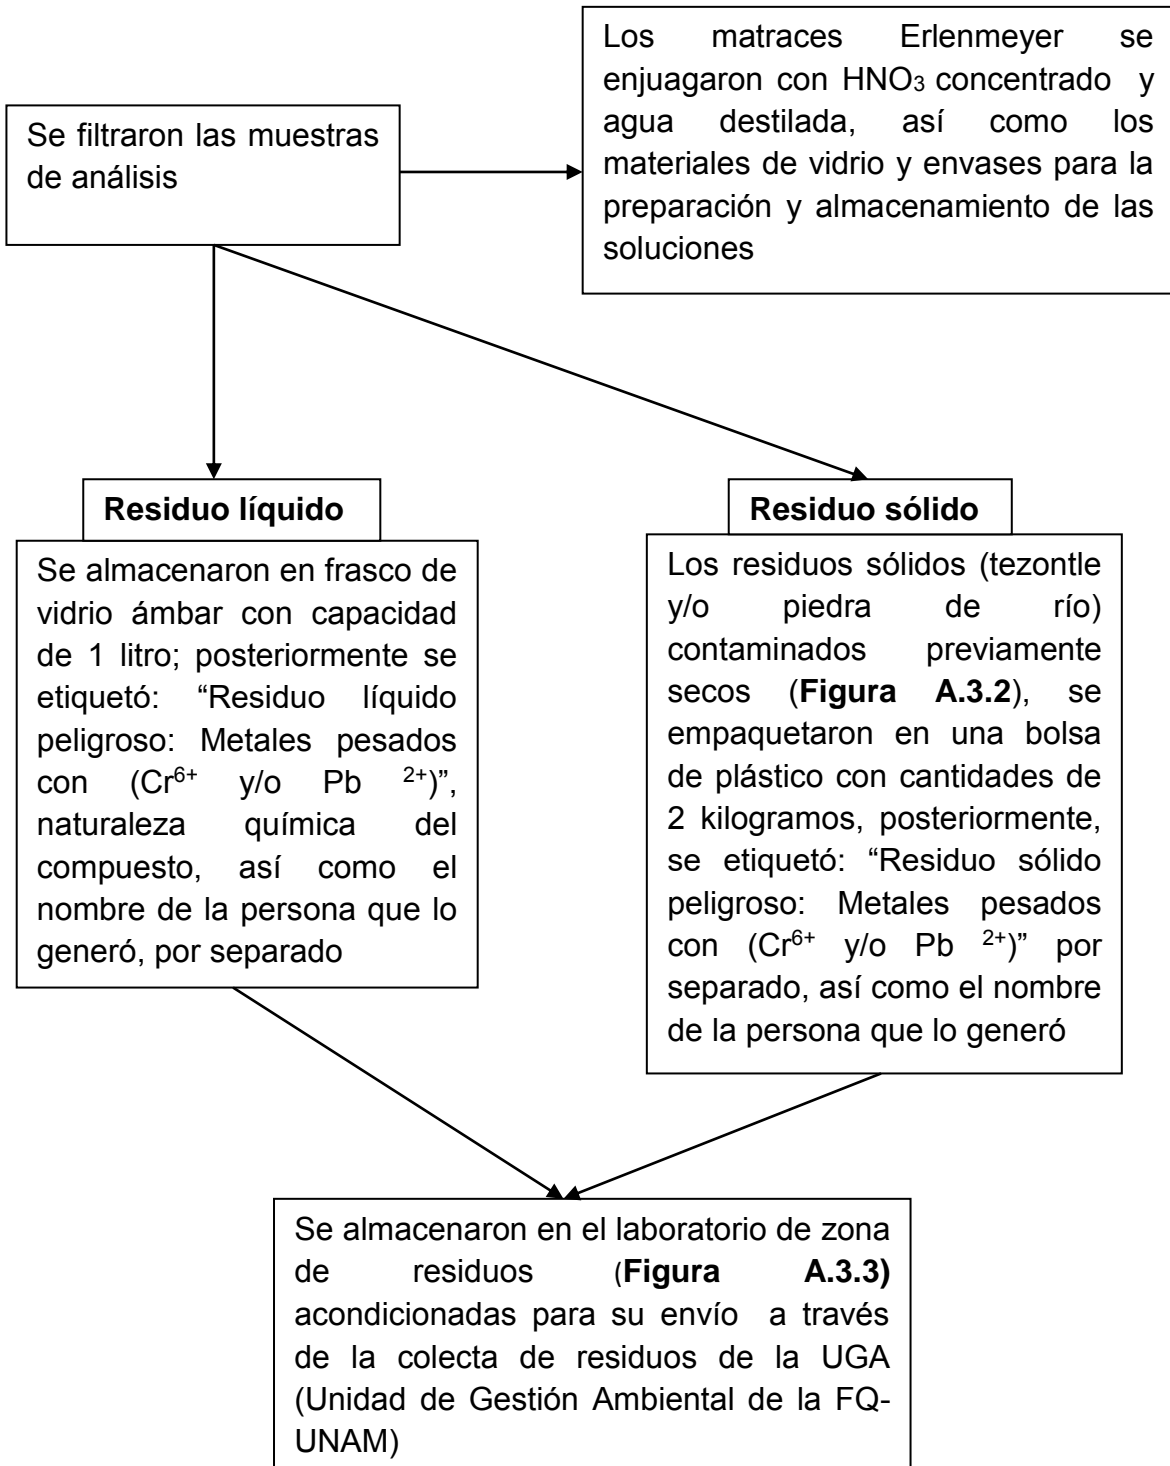 Se filtraron las muestras
de análisis
Los matraces Erlenmeyer se
enjuagaron con HNO₃ concentrado y
agua destilada, así como los
materiales de vidrio y envases para la
preparación y almacenamiento de las
soluciones
Residuo líquido
Se almacenaron en frasco de
vidrio ámbar con capacidad
de 1 litro; posteriormente se
etiquetó: “Residuo líquido
peligroso: Metales pesados
con (Cr⁶⁺ y/o Pb ²⁺)”,
naturaleza química del
compuesto, así como el
nombre de la persona que lo
generó, por separado
Residuo sólido
Los residuos sólidos (tezontle
y/o piedra de río)
contaminados previamente
secos (Figura A.3.2), se
empaquetaron en una bolsa
de plástico con cantidades de
2 kilogramos, posteriormente,
se etiquetó: “Residuo sólido
peligroso: Metales pesados
con (Cr⁶⁺ y/o Pb ²⁺)” por
separado, así como el nombre
de la persona que lo generó
Se almacenaron en el laboratorio de zona
de residuos (Figura A.3.3)
acondicionadas para su envío a través
de la colecta de residuos de la UGA
(Unidad de Gestión Ambiental de la FQ-
UNAM)